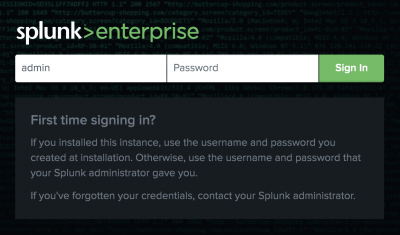 splunk>enterprise
admin
Password
Sign In
First time signing in?
If you installed this instance, use the username and password you
created at installation. Otherwise, use the username and password that
your Splunk administrator gave you.
If you've forgotten your credentials, contact your Splunk administrator.